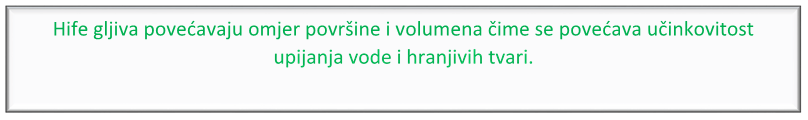 Hife gljiva povećavaju omjer površine i volumena čime se povećava učinkovitost
upijanja vode i hranjivih tvari.